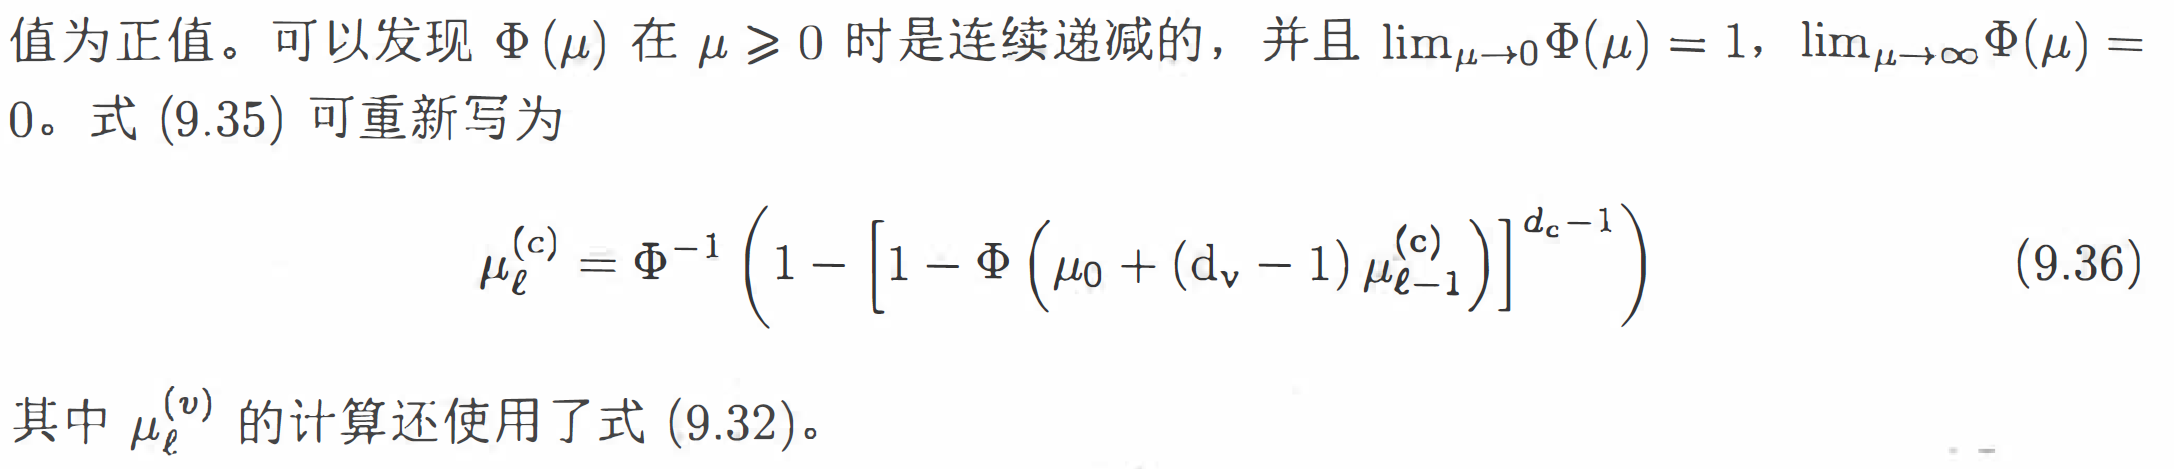 值为正值。可以发现 Φ(μ) 在 μ ⩾ 0 时是连续递减的，并且 lim_{μ→0}Φ(μ) = 1，lim_{μ→∞}Φ(μ) =
0。式 (9.35) 可重新写为
μ_ℓ^{(c)} = Φ^{-1} ( 1 − [ 1 − Φ ( μ_0 + (d_v − 1) μ_{ℓ−1}^{(c)} ) ]^{d_c−1} ) (9.36)
其中 μ_ℓ^{(v)} 的计算还使用了式 (9.32)。